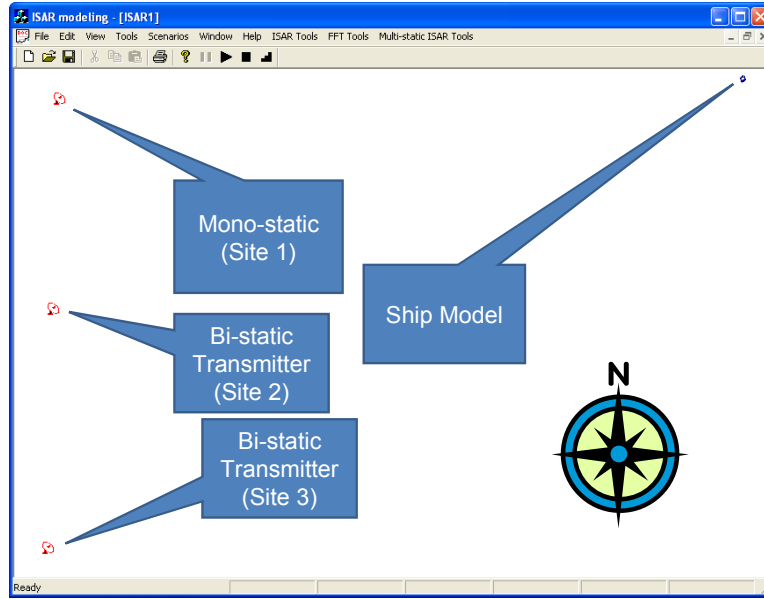 ISAR modeling - [ISAR1]
File Edit View Tools Scenarios Window Help ISAR Tools FFT Tools Multi-static ISAR Tools
Mono-static
(Site 1)
Ship Model
Bi-static
Transmitter
(Site 2)
N
Bi-static
Transmitter
(Site 3)
Ready